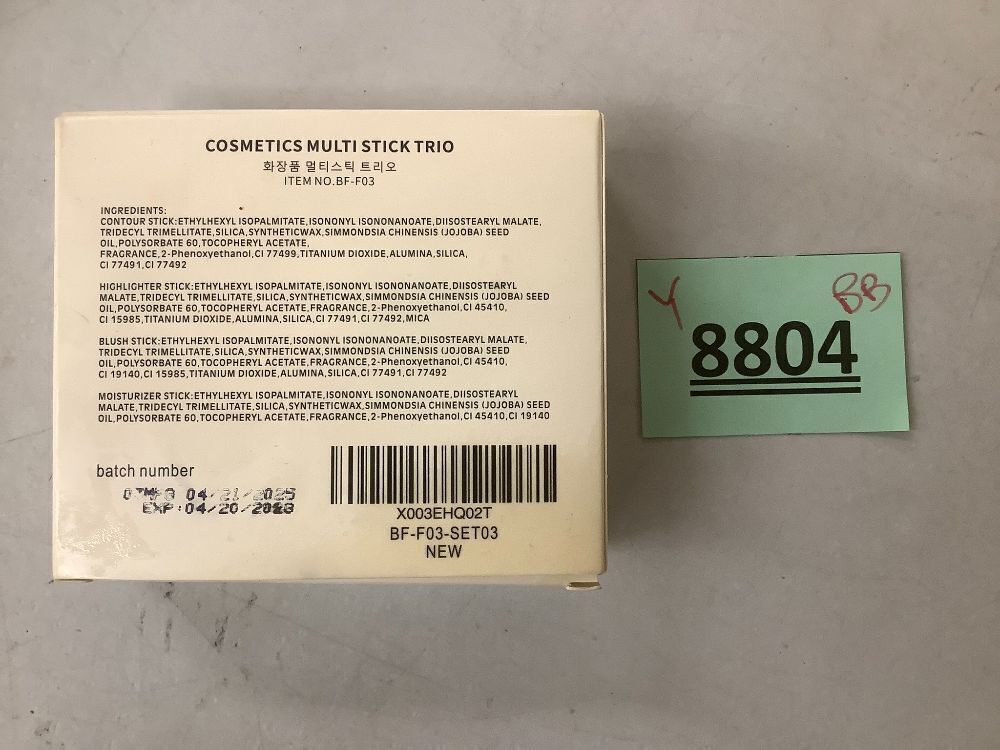 COSMETICS MULTI STICK TRIO
화장품 멀티스틱 트리오
ITEM NO.BF-F03
INGREDIENTS:
CONTOUR STICK:ETHYLHEXYL ISOPALMITATE,ISONONYL ISONONANOATE,DIISOSTEARYL MALATE,
TRIDECYL TRIMELLITATE,SILICA,SYNTHETICWAX,SIMMONDSIA CHINENSIS (JOJOBA) SEED
OIL,POLYSORBATE 60,TOCOPHERYL ACETATE,
FRAGRANCE,2-Phenoxyethanol,CI 77499,TITANIUM DIOXIDE,ALUMINA,SILICA,
CI 77491,CI 77492
HIGHLIGHTER STICK:ETHYLHEXYL ISOPALMITATE,ISONONYL ISONONANOATE,DIISOSTEARYL
MALATE,TRIDECYL TRIMELLITATE,SILICA,SYNTHETICWAX,SIMMONDSIA CHINENSIS (JOJOBA) SEED
OIL,POLYSORBATE 60,TOCOPHERYL ACETATE,FRAGRANCE,2-Phenoxyethanol,CI 45410,
CI 15985,TITANIUM DIOXIDE,ALUMINA,SILICA,CI 77491,CI 77492,MICA
BLUSH STICK:ETHYLHEXYL ISOPALMITATE,ISONONYL ISONONANOATE,DIISOSTEARYL MALATE,
TRIDECYL TRIMELLITATE,SILICA,SYNTHETICWAX,SIMMONDSIA CHINENSIS (JOJOBA) SEED
OIL,POLYSORBATE 60,TOCOPHERYL ACETATE,FRAGRANCE,2-Phenoxyethanol,CI 45410,
CI 19140,CI 15985,TITANIUM DIOXIDE,ALUMINA,SILICA,CI 77491,CI 77492
MOISTURIZER STICK:ETHYLHEXYL ISOPALMITATE,ISONONYL ISONONANOATE,DIISOSTEARYL
MALATE,TRIDECYL TRIMELLITATE,SILICA,SYNTHETICWAX,SIMMONDSIA CHINENSIS (JOJOBA) SEED
OIL,POLYSORBATE 60,TOCOPHERYL ACETATE,FRAGRANCE,2-Phenoxyethanol,CI 45410,CI 19140
batch number
04/21/2025
EXP:04/20/
X003EHQ02T
BF-F03-SET03
NEW
Y
BB
8804